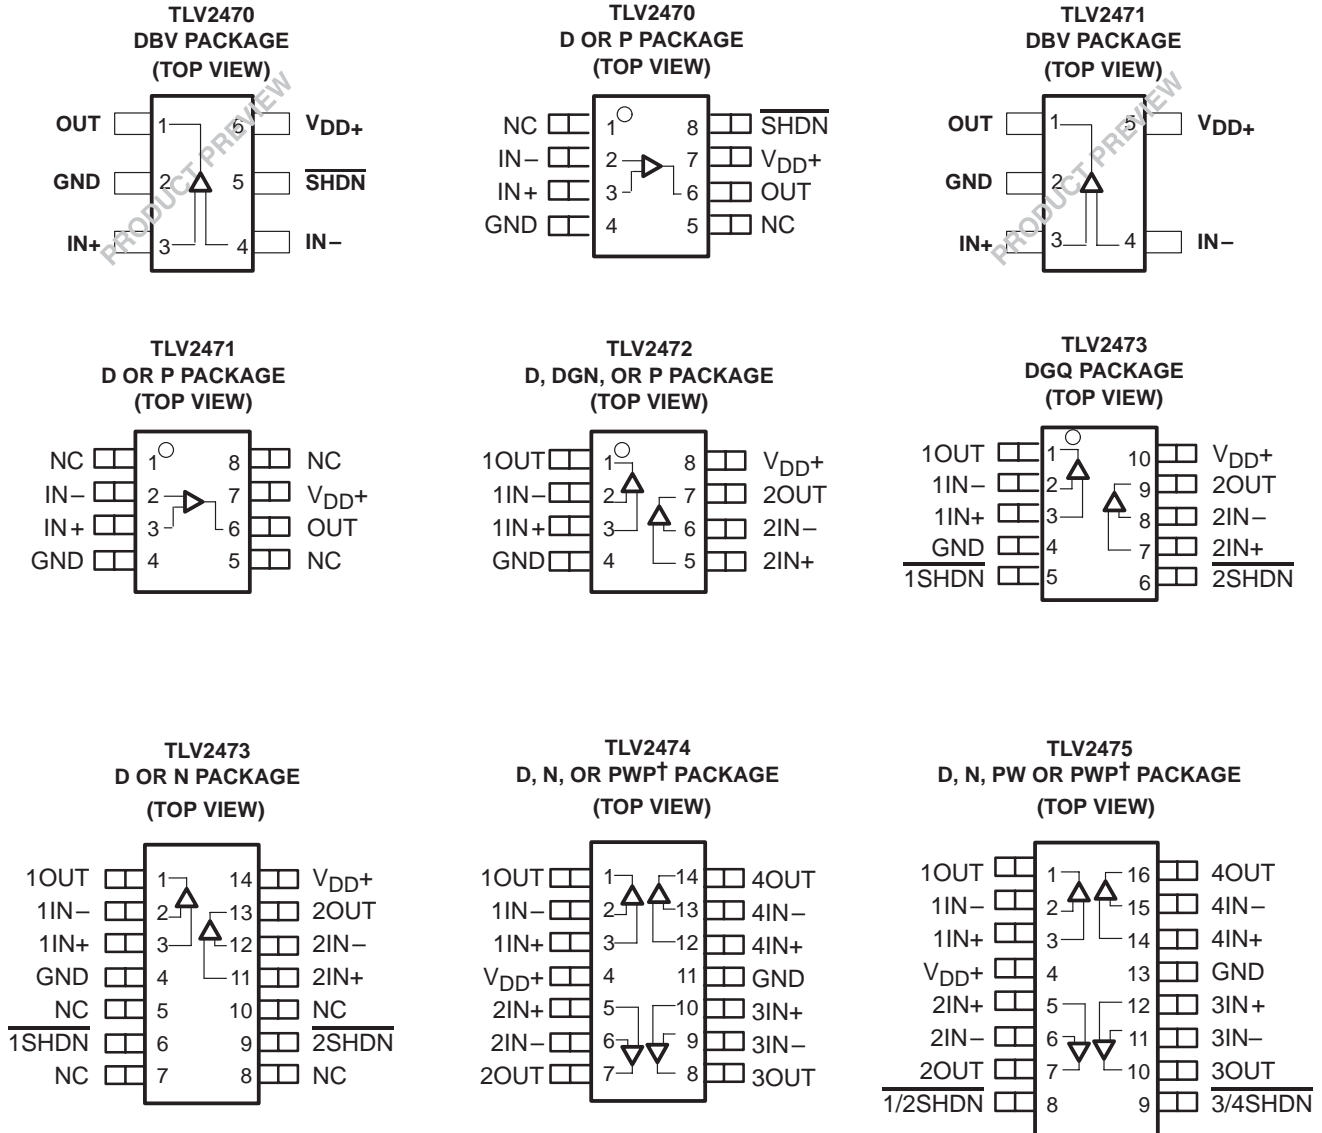 TLV2470
DBV PACKAGE
(TOP VIEW)
OUT 1 6 VDD+
GND 2 5 SHDN
IN+ 3 4 IN−
PRODUCT PREVIEW
TLV2470
D OR P PACKAGE
(TOP VIEW)
NC 1 8 SHDN
IN− 2 7 VDD+
IN+ 3 6 OUT
GND 4 5 NC
TLV2471
DBV PACKAGE
(TOP VIEW)
OUT 1 5 VDD+
GND 2
IN+ 3 4 IN−
PRODUCT PREVIEW
TLV2471
D OR P PACKAGE
(TOP VIEW)
NC 1 8 NC
IN− 2 7 VDD+
IN+ 3 6 OUT
GND 4 5 NC
TLV2472
D, DGN, OR P PACKAGE
(TOP VIEW)
1OUT 1 8 VDD+
1IN− 2 7 2OUT
1IN+ 3 6 2IN−
GND 4 5 2IN+
TLV2473
DGQ PACKAGE
(TOP VIEW)
1OUT 1 10 VDD+
1IN− 2 9 2OUT
1IN+ 3 8 2IN−
GND 4 7 2IN+
1SHDN 5 6 2SHDN
TLV2473
D OR N PACKAGE
(TOP VIEW)
1OUT 1 14 VDD+
1IN− 2 13 2OUT
1IN+ 3 12 2IN−
GND 4 11 2IN+
NC 5 10 NC
1SHDN 6 9 2SHDN
NC 7 8 NC
TLV2474
D, N, OR PWP† PACKAGE
(TOP VIEW)
1OUT 1 14 4OUT
1IN− 2 13 4IN−
1IN+ 3 12 4IN+
VDD+ 4 11 GND
2IN+ 5 10 3IN+
2IN− 6 9 3IN−
2OUT 7 8 3OUT
TLV2475
D, N, PW OR PWP† PACKAGE
(TOP VIEW)
1OUT 1 16 4OUT
1IN− 2 15 4IN−
1IN+ 3 14 4IN+
VDD+ 4 13 GND
2IN+ 5 12 3IN+
2IN− 6 11 3IN−
2OUT 7 10 3OUT
1/2SHDN 8 9 3/4SHDN